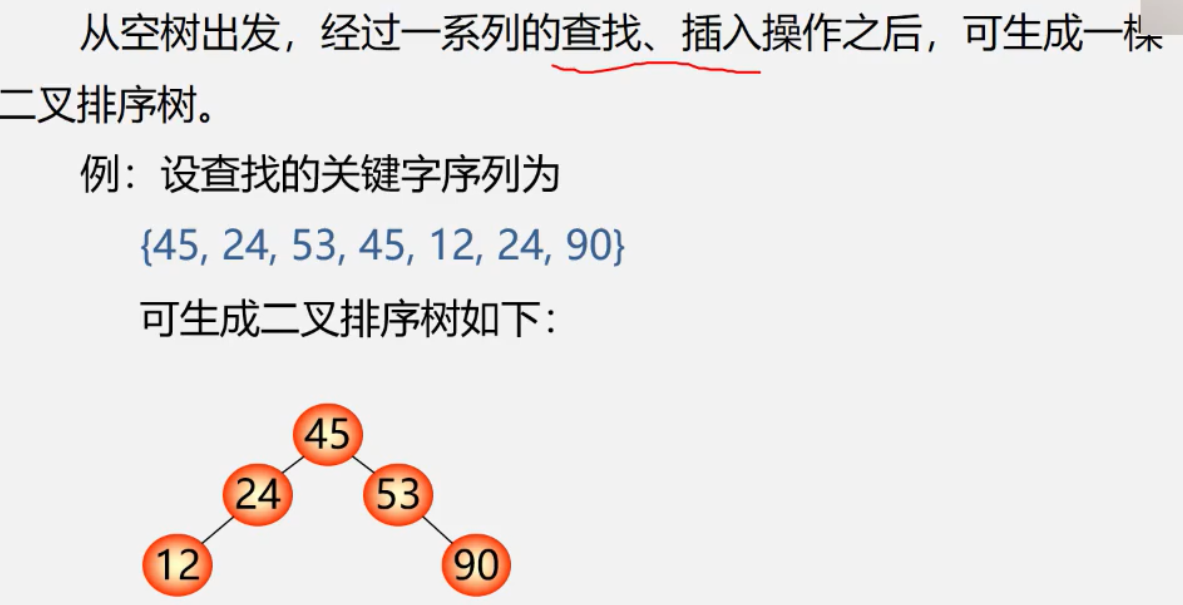 从空树出发，经过一系列的查找、插入操作之后，可生成一棵
二叉排序树。
例：设查找的关键字序列为
{45, 24, 53, 45, 12, 24, 90}
可生成二叉排序树如下：
45
24 53
12 90